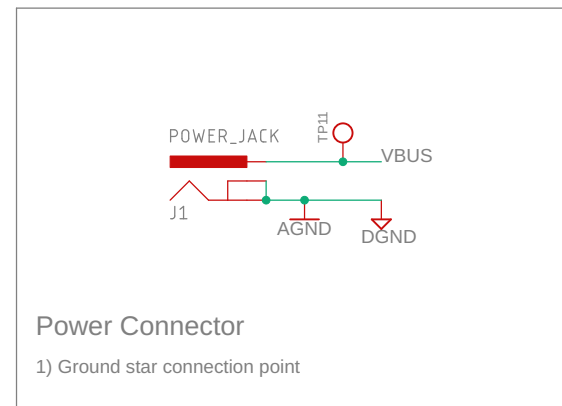 TP11
POWER_JACK
VBUS
J1
AGND
DGND
Power Connector
1) Ground star connection point